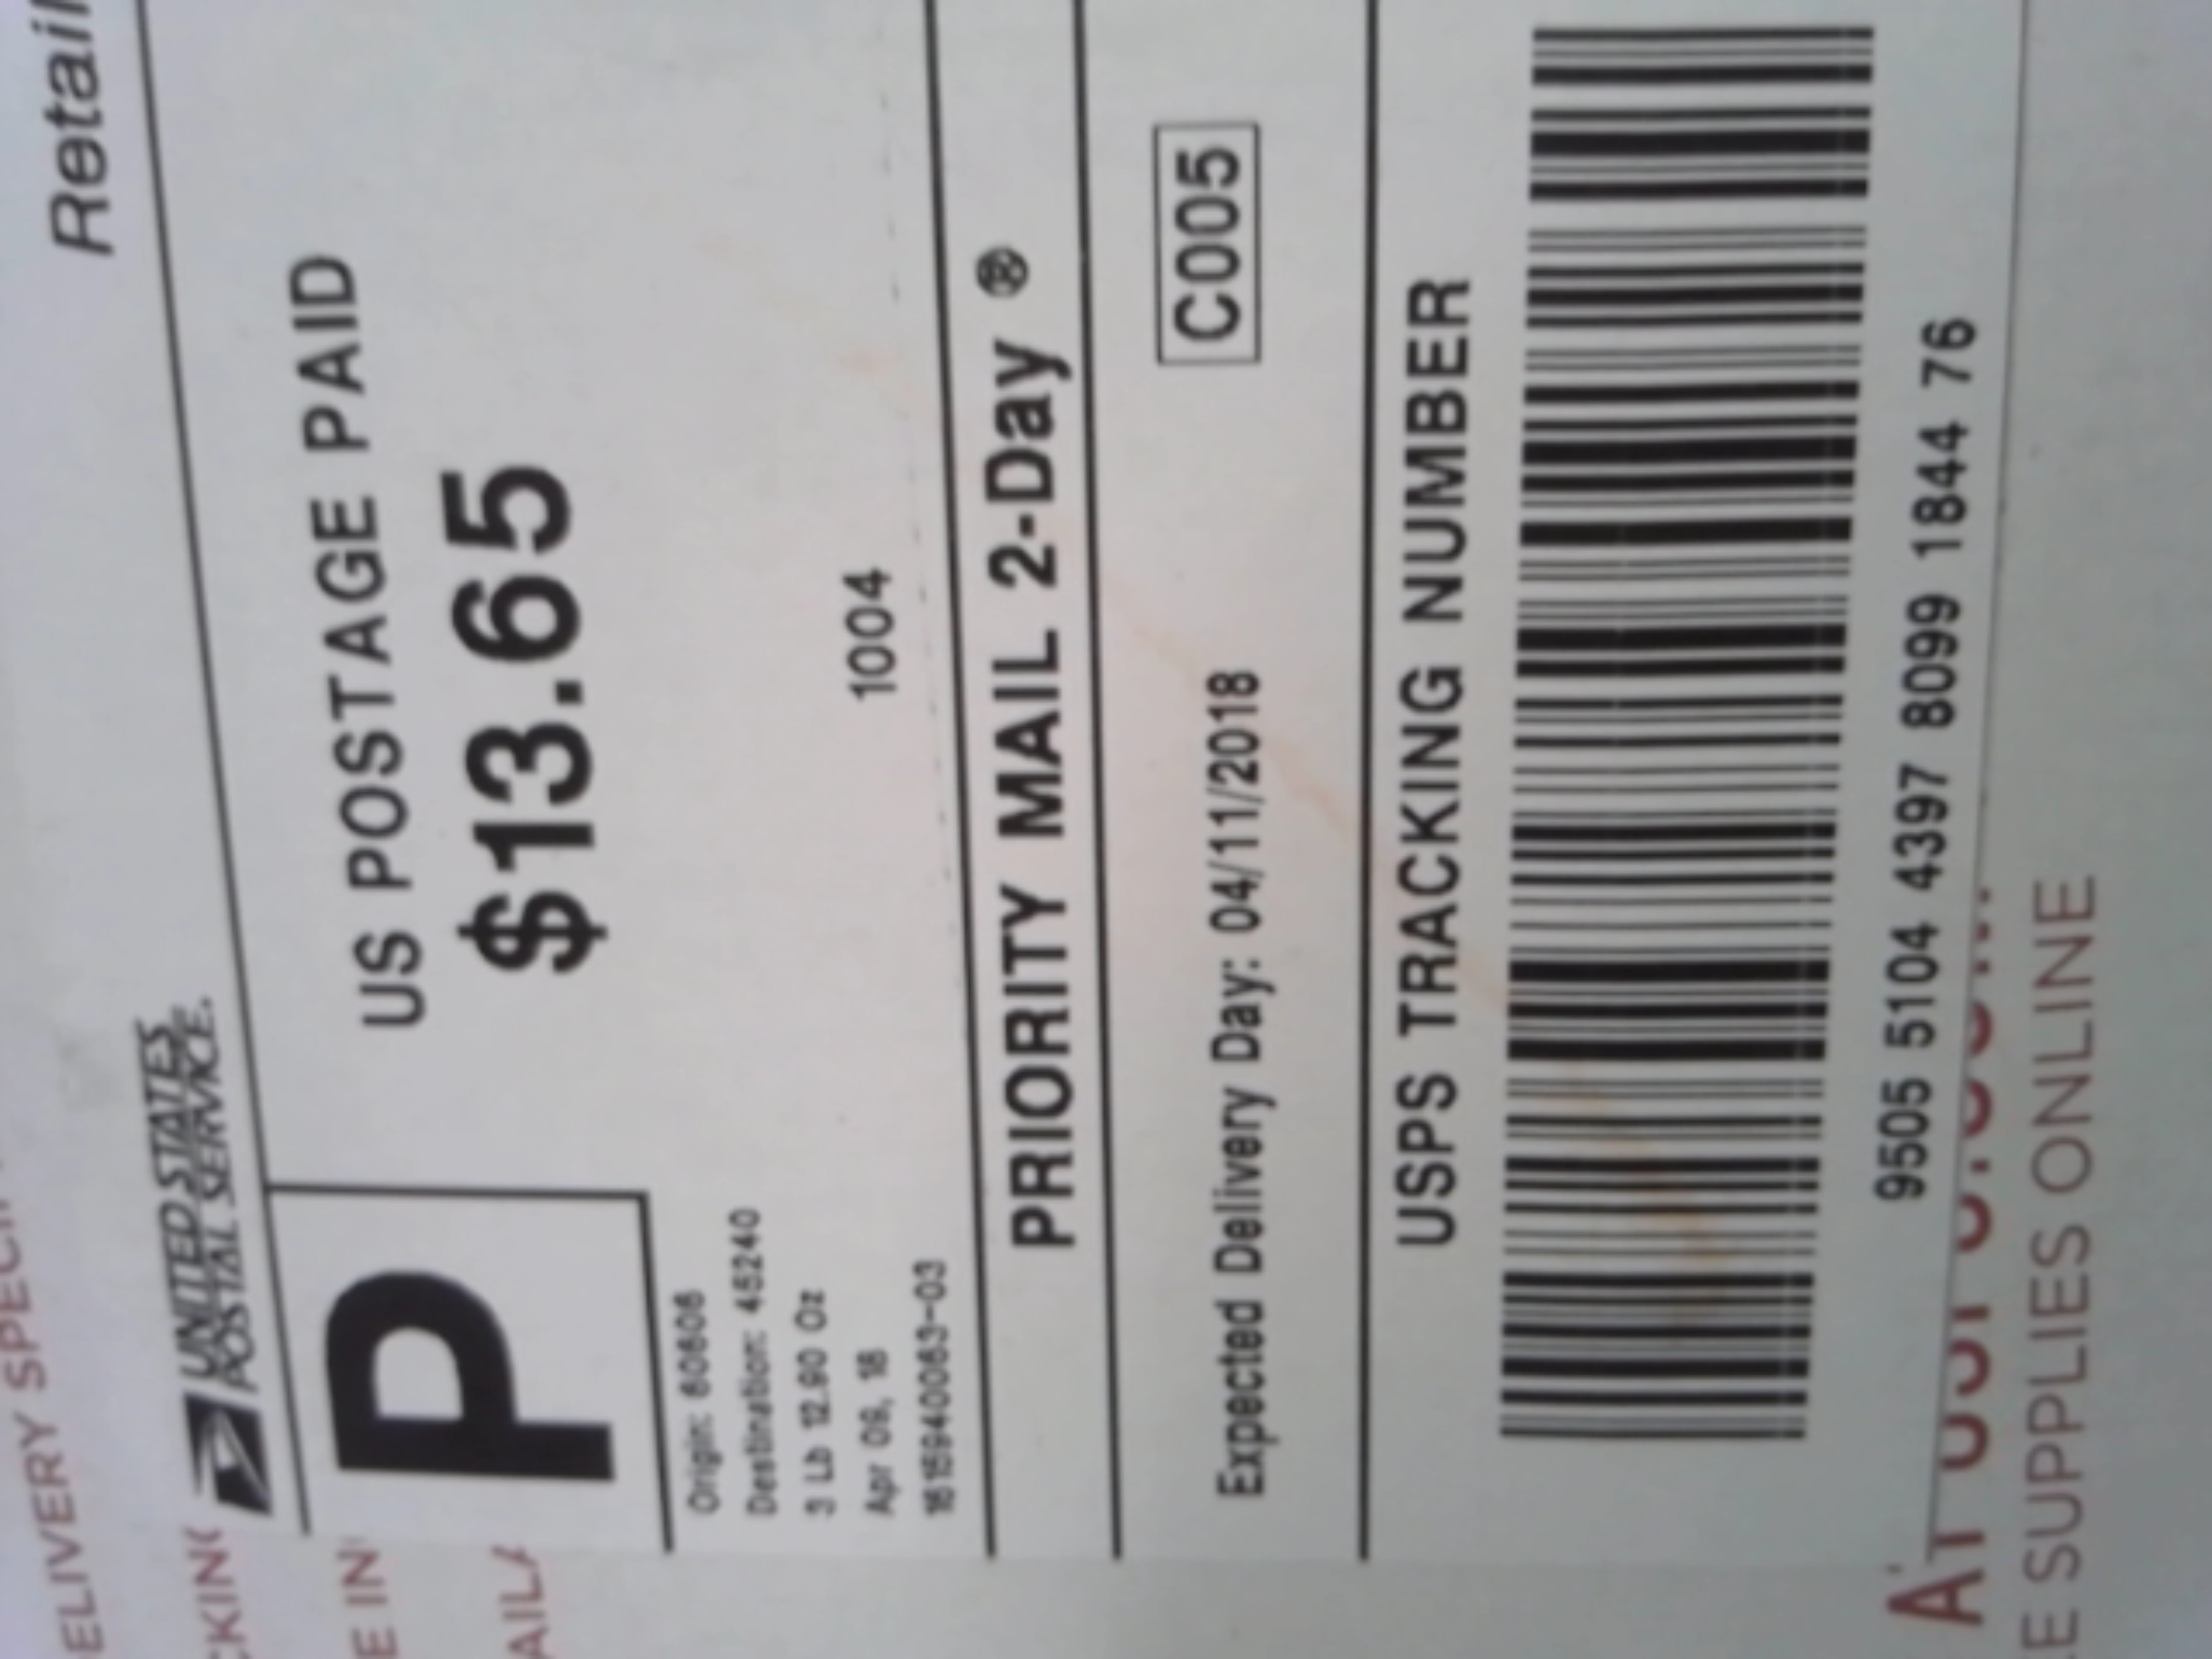 Retail
UNITED STATES
POSTAL SERVICE.
P
US POSTAGE PAID
$13.65
Origin: 60606
Destination: 45240
3 Lb 12.90 Oz
Apr 09, 18
1004
PRIORITY MAIL 2-Day ®
Expected Delivery Day: 04/11/2018
C005
USPS TRACKING NUMBER
9505 5104 4397 8099 1844 76
SUPPLIES ONLINE